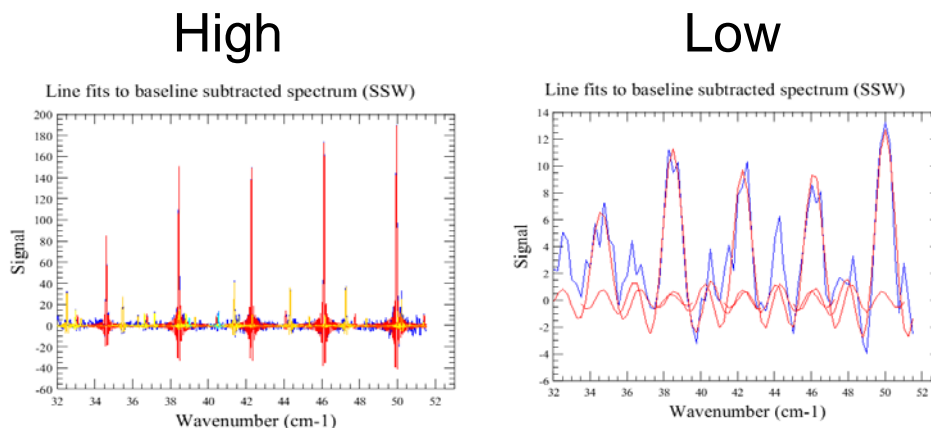 High
Low
Line fits to baseline subtracted spectrum (SSW)
Line fits to baseline subtracted spectrum (SSW)
200
180
160
140
120
100
80
60
40
20
0
-20
-40
-60
Signal
32 34 36 38 40 42 44 46 48 50 52
Wavenumber (cm-1)
14
12
10
8
6
4
2
0
-2
-4
-6
Signal
32 34 36 38 40 42 44 46 48 50 52
Wavenumber (cm-1)